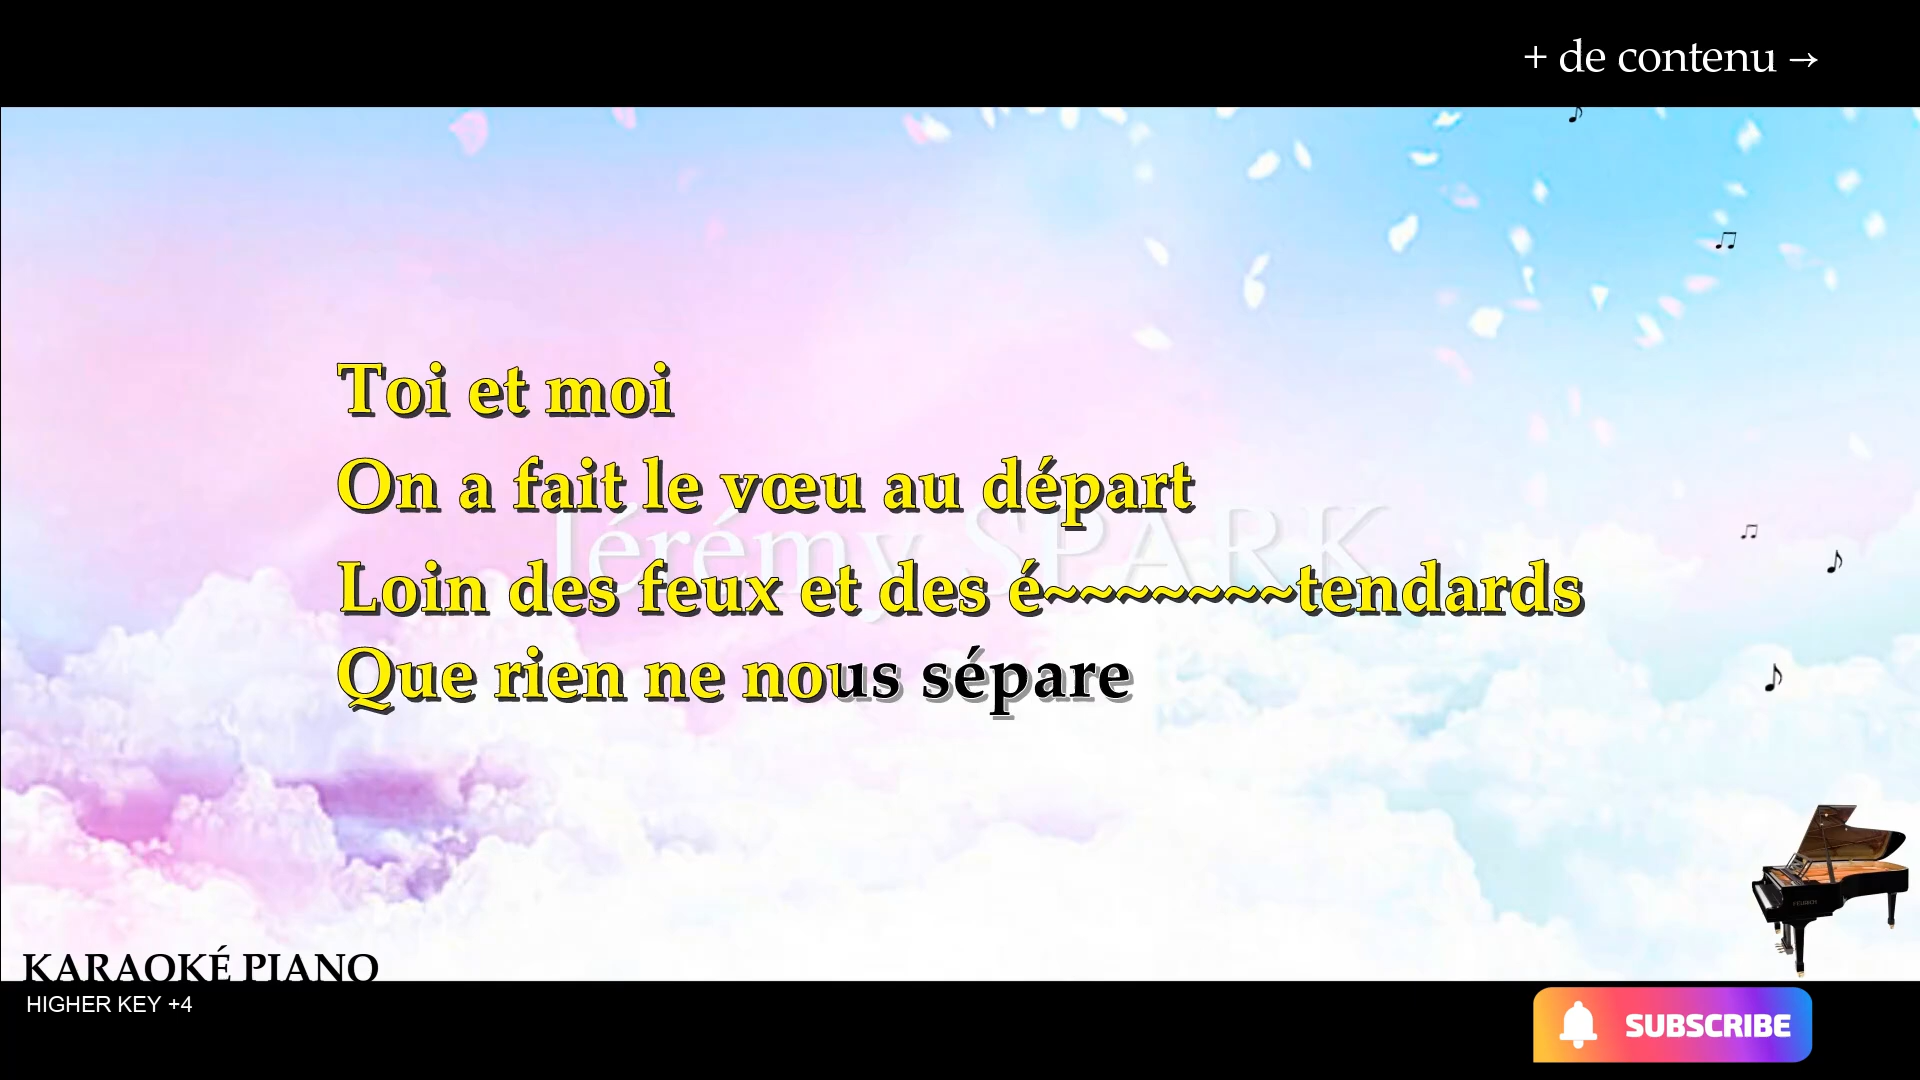 + de contenu →
Toi et moi
On a fait le vœu au départ
Jérémy SPARK
Loin des feux et des é~~~~~~~tendards
Que rien ne nous sépare
KARAOKÉ PIANO
HIGHER KEY +4
SUBSCRIBE